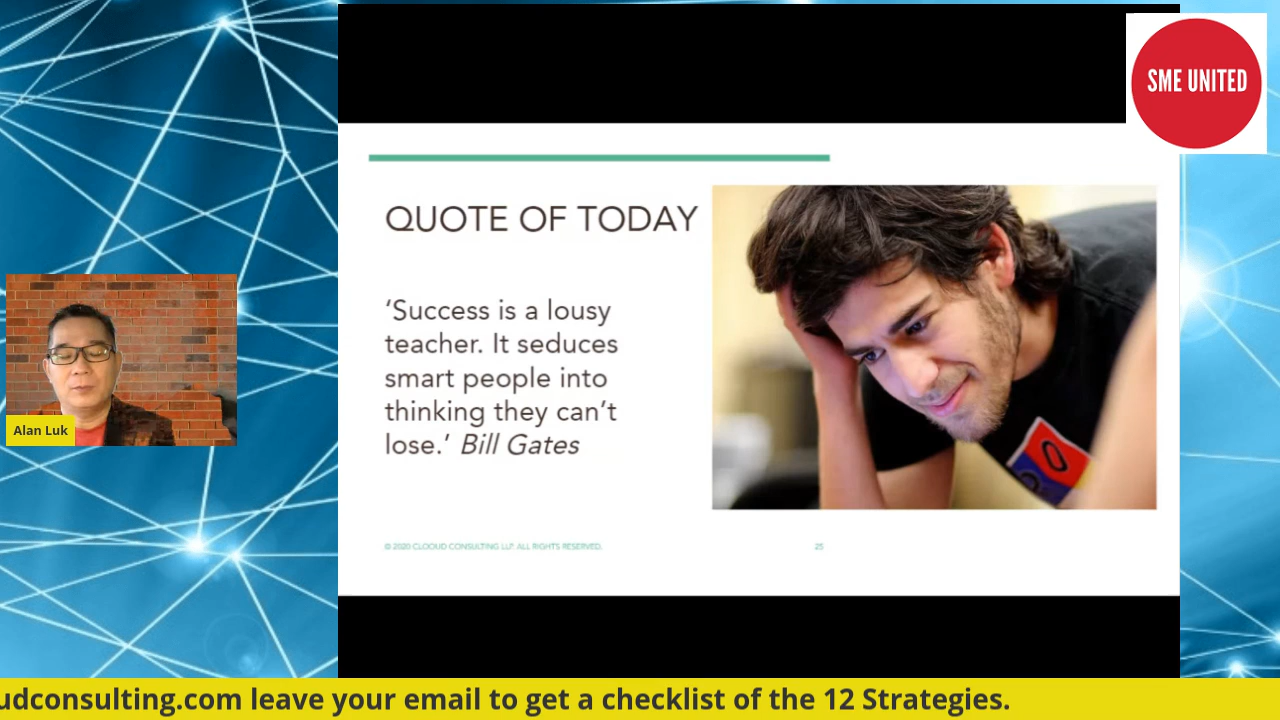 SME UNITED
QUOTE OF TODAY
‘Success is a lousy
teacher. It seduces
smart people into
thinking they can’t
lose.’ Bill Gates
Alan Luk
© 2020 CLOOUD CONSULTING LLP. ALL RIGHTS RESERVED.
25
udconsulting.com leave your email to get a checklist of the 12 Strategies.